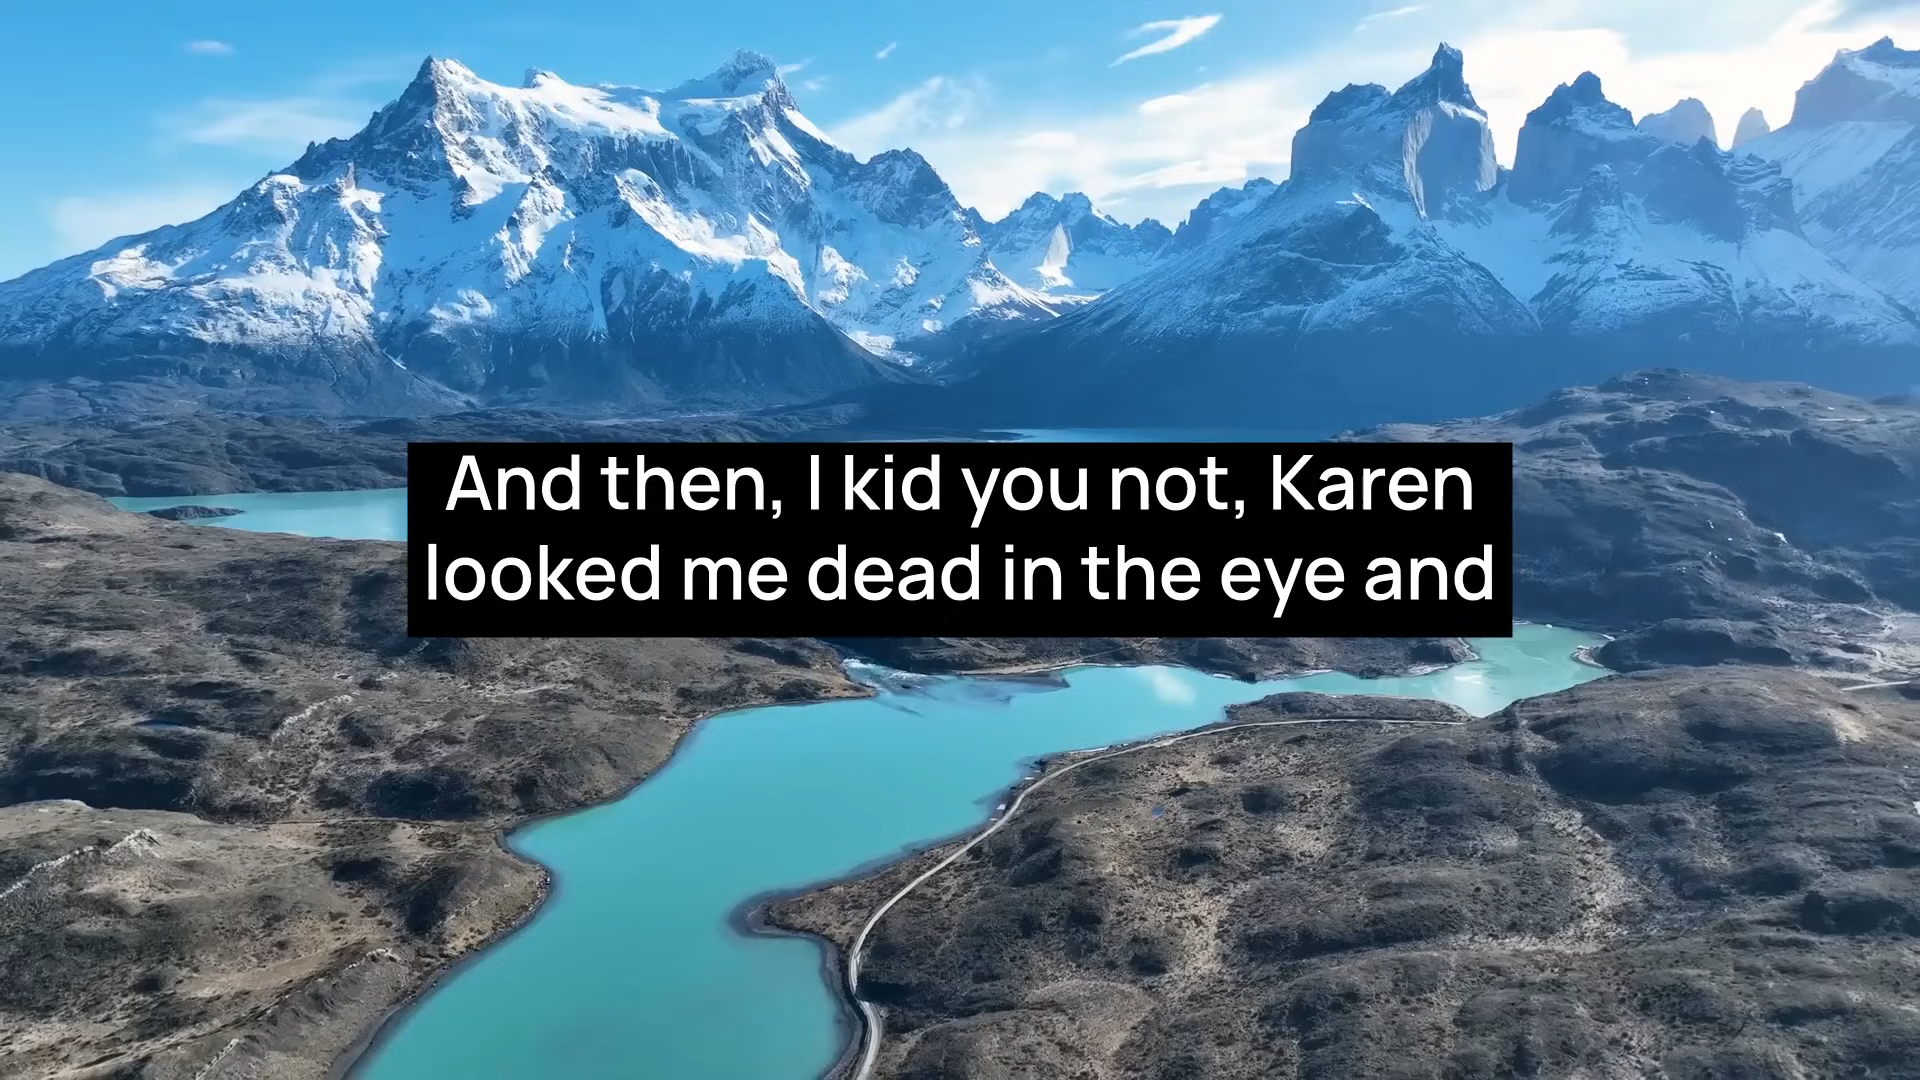 And then, I kid you not, Karen
looked me dead in the eye and